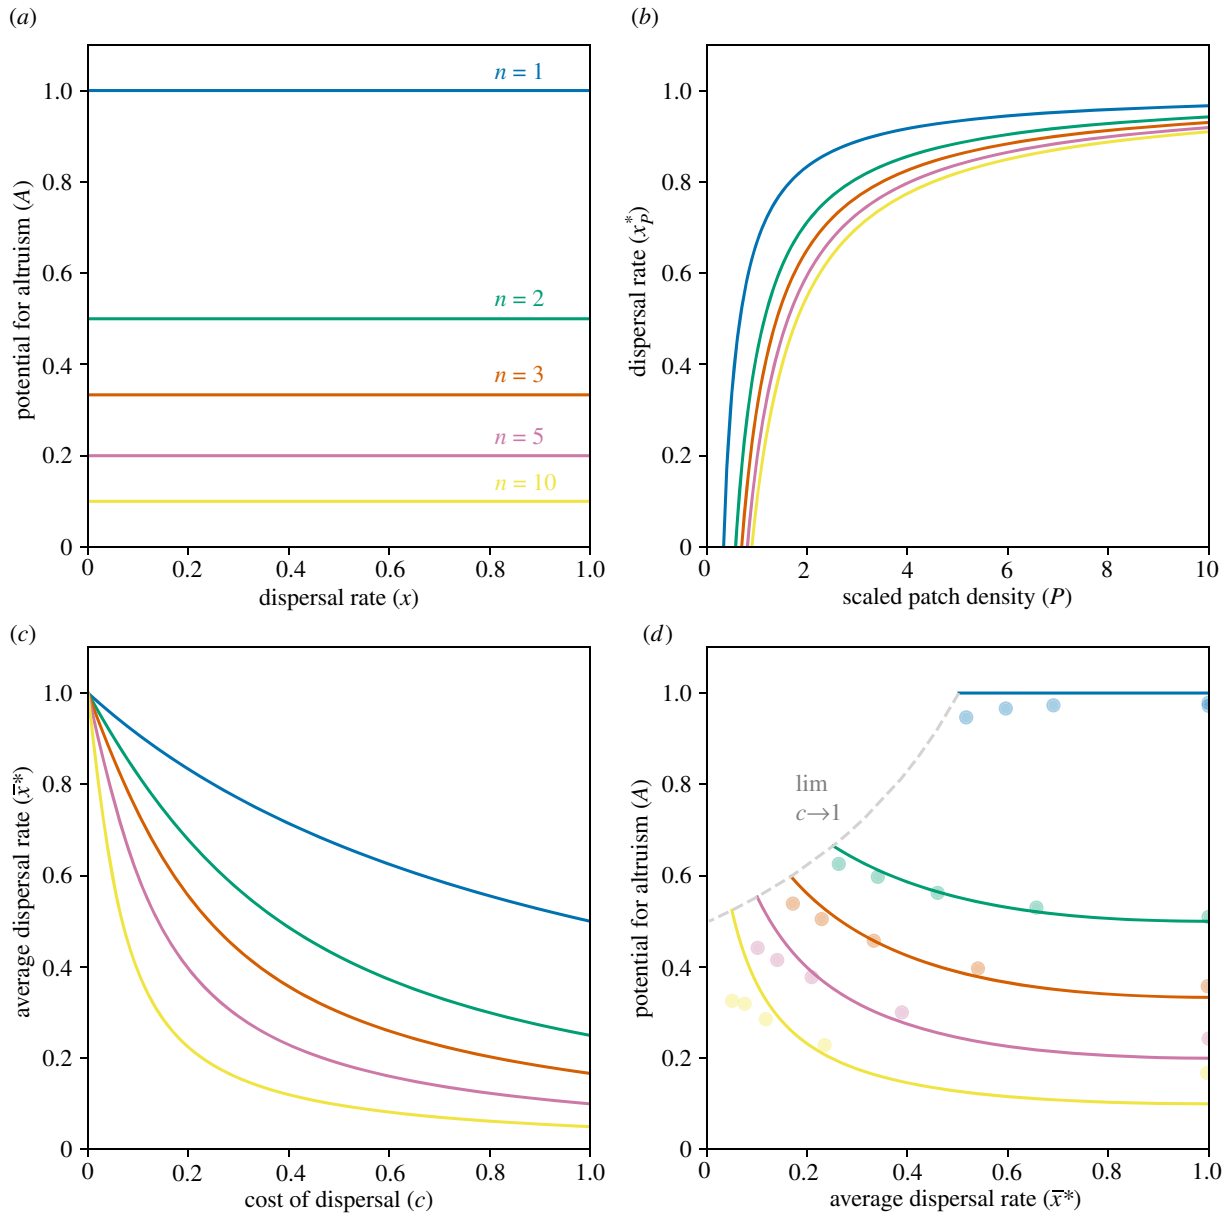 (a)
potential for altruism (A)
1.0
0.8
0.6
0.4
0.2
0
n = 1
n = 2
n = 3
n = 5
n = 10
0 0.2 0.4 0.6 0.8 1.0
dispersal rate (x)
(b)
dispersal rate (x*P)
1.0
0.8
0.6
0.4
0.2
0
0 2 4 6 8 10
scaled patch density (P)
(c)
average dispersal rate (x̄*)
1.0
0.8
0.6
0.4
0.2
0
0 0.2 0.4 0.6 0.8 1.0
cost of dispersal (c)
(d)
potential for altruism (A)
1.0
0.8
0.6
0.4
0.2
0
lim
c→1
0 0.2 0.4 0.6 0.8 1.0
average dispersal rate (x̄*)